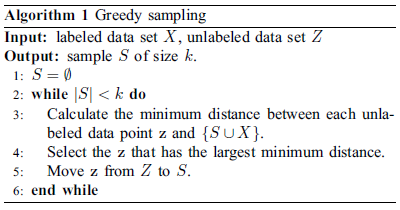 Algorithm 1 Greedy sampling
Input: labeled data set X, unlabeled data set Z
Output: sample S of size k.
1: S = ∅
2: while |S| < k do
3: Calculate the minimum distance between each unla-
beled data point z and {S ∪ X}.
4: Select the z that has the largest minimum distance.
5: Move z from Z to S.
6: end while